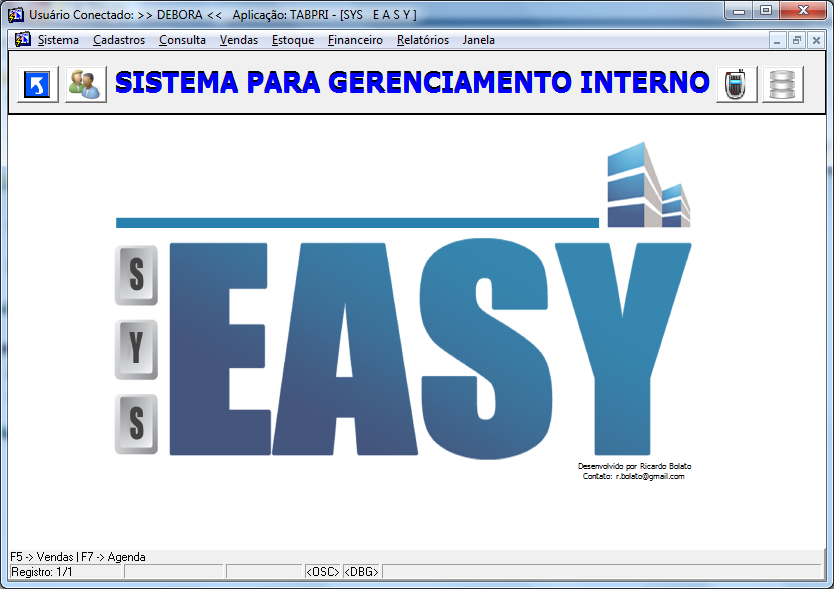 Usuário Conectado: >> DEBORA << Aplicação: TABPRI - [SYS E A S Y ]
Sistema Cadastros Consulta Vendas Estoque Financeiro Relatórios Janela
SISTEMA PARA GERENCIAMENTO INTERNO
SYS
EASY
Desenvolvido por Ricardo Bolato
Contato: r.bolato@gmail.com
F5 -> Vendas | F7 -> Agenda
Registro: 1/1 <OSC> <DBG>